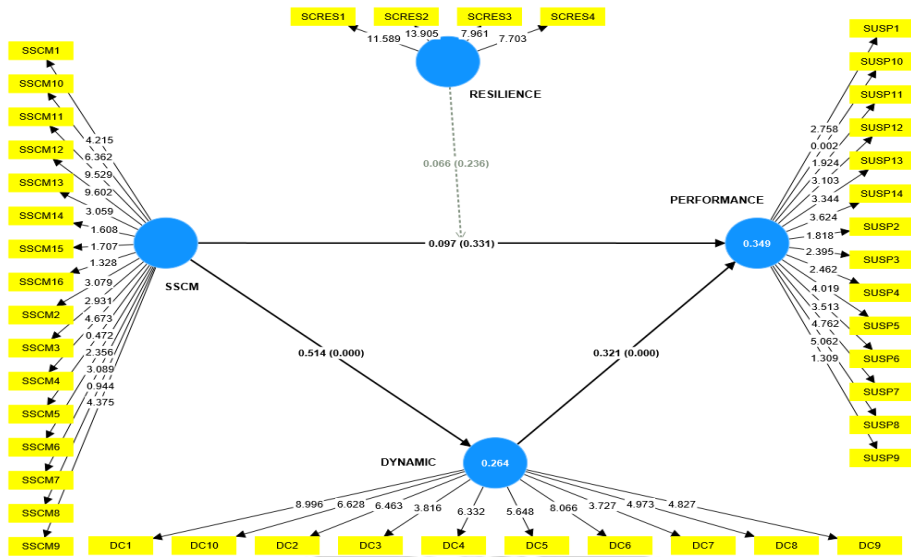 SCRES1
SCRES2
SCRES3
SCRES4
11.589
13.905
7.961
7.703
RESILIENCE
0.066 (0.236)
SSCM1
SSCM10
SSCM11
SSCM12
SSCM13
SSCM14
SSCM15
SSCM16
SSCM2
SSCM3
SSCM4
SSCM5
SSCM6
SSCM7
SSCM8
SSCM9
4.215
6.362
9.529
9.602
3.059
1.608
1.707
1.328
3.079
2.931
4.673
0.472
2.356
3.089
0.944
4.375
SSCM
0.097 (0.331)
0.514 (0.000)
0.321 (0.000)
PERFORMANCE
0.349
2.758
0.002
1.924
3.103
3.344
3.624
1.818
2.395
2.462
4.019
3.513
4.762
5.062
1.309
SUSP1
SUSP10
SUSP11
SUSP12
SUSP13
SUSP14
SUSP2
SUSP3
SUSP4
SUSP5
SUSP6
SUSP7
SUSP8
SUSP9
DYNAMIC
0.264
8.996
6.628
6.463
3.816
6.332
5.648
8.066
3.727
4.973
4.827
DC1
DC10
DC2
DC3
DC4
DC5
DC6
DC7
DC8
DC9